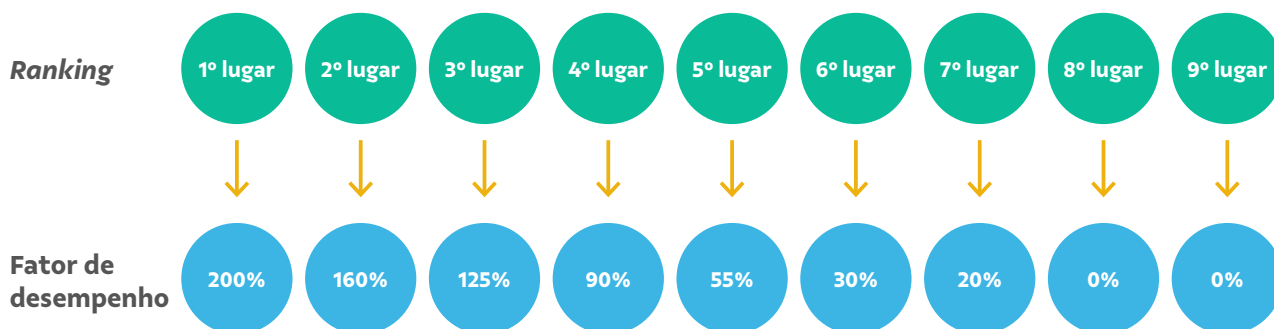 Ranking 1º lugar 2º lugar 3º lugar 4º lugar 5º lugar 6º lugar 7º lugar 8º lugar 9º lugar
Fator de
desempenho 200% 160% 125% 90% 55% 30% 20% 0% 0%